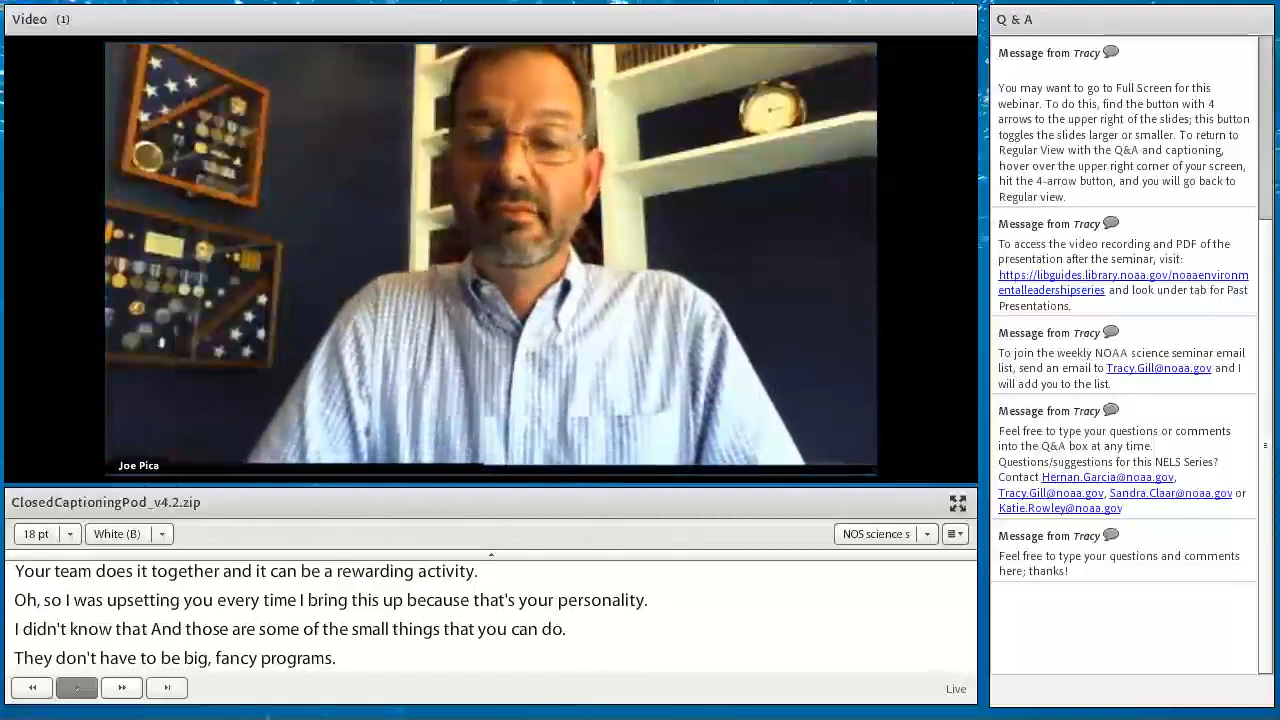 Video (1)
Joe Pica
ClosedCaptioningPod_v4.2.zip
18 pt
White (B)
NOS science s
Your team does it together and it can be a rewarding activity.
Oh, so I was upsetting you every time I bring this up because that's your personality.
I didn't know that And those are some of the small things that you can do.
They don't have to be big, fancy programs.
Live
Q & A
Message from Tracy
You may want to go to Full Screen for this
webinar. To do this, find the button with 4
arrows to the upper right of the slides; this button
toggles the slides larger or smaller. To return to
Regular View with the Q&A and captioning,
hover over the upper right corner of your screen,
hit the 4-arrow button, and you will go back to
Regular view.
Message from Tracy
To access the video recording and PDF of the
presentation after the seminar, visit:
https://libguides.library.noaa.gov/noaaenvironm
entalleadershipseries and look under tab for Past
Presentations.
Message from Tracy
To join the weekly NOAA science seminar email
list, send an email to Tracy.Gill@noaa.gov and I
will add you to the list.
Message from Tracy
Feel free to type your questions or comments
into the Q&A box at any time.
Questions/suggestions for this NELS Series?
Contact Hernan.Garcia@noaa.gov,
Tracy.Gill@noaa.gov, Sandra.Claar@noaa.gov or
Katie.Rowley@noaa.gov
Message from Tracy
Feel free to type your questions and comments
here; thanks!